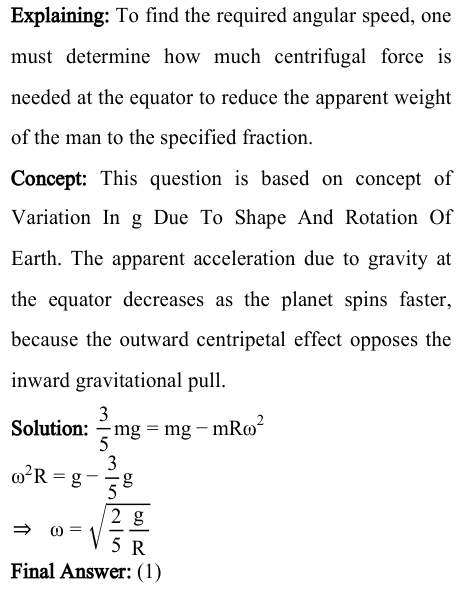 Explaining: To find the required angular speed, one
must determine how much centrifugal force is
needed at the equator to reduce the apparent weight
of the man to the specified fraction.
Concept: This question is based on concept of
Variation In g Due To Shape And Rotation Of
Earth. The apparent acceleration due to gravity at
the equator decreases as the planet spins faster,
because the outward centripetal effect opposes the
inward gravitational pull.
Solution: 3/5 mg = mg − mRω²
ω²R = g − 3/5 g
⇒ ω = √(2/5 g/R)
Final Answer: (1)